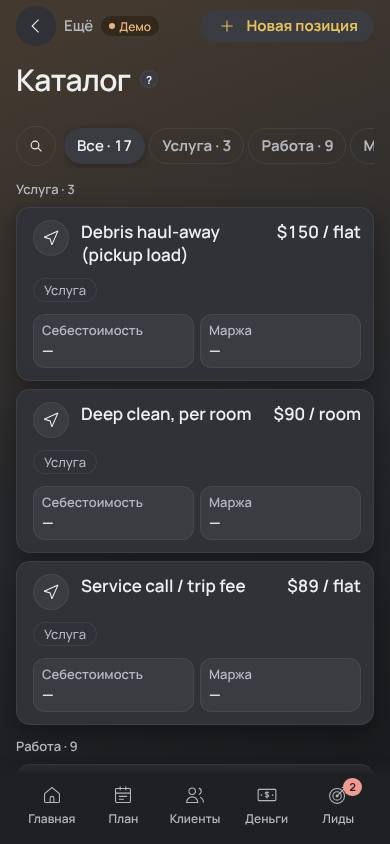 Ещё
Демо
+ Новая позиция
Каталог ?
Все · 17
Услуга · 3
Работа · 9
М
Услуга · 3
Debris haul-away
(pickup load)
$150 / flat
Услуга
Себестоимость
—
Маржа
—
Deep clean, per room
$90 / room
Услуга
Себестоимость
—
Маржа
—
Service call / trip fee
$89 / flat
Услуга
Себестоимость
—
Маржа
—
Работа · 9
2
Главная
План
Клиенты
Деньги
Лиды